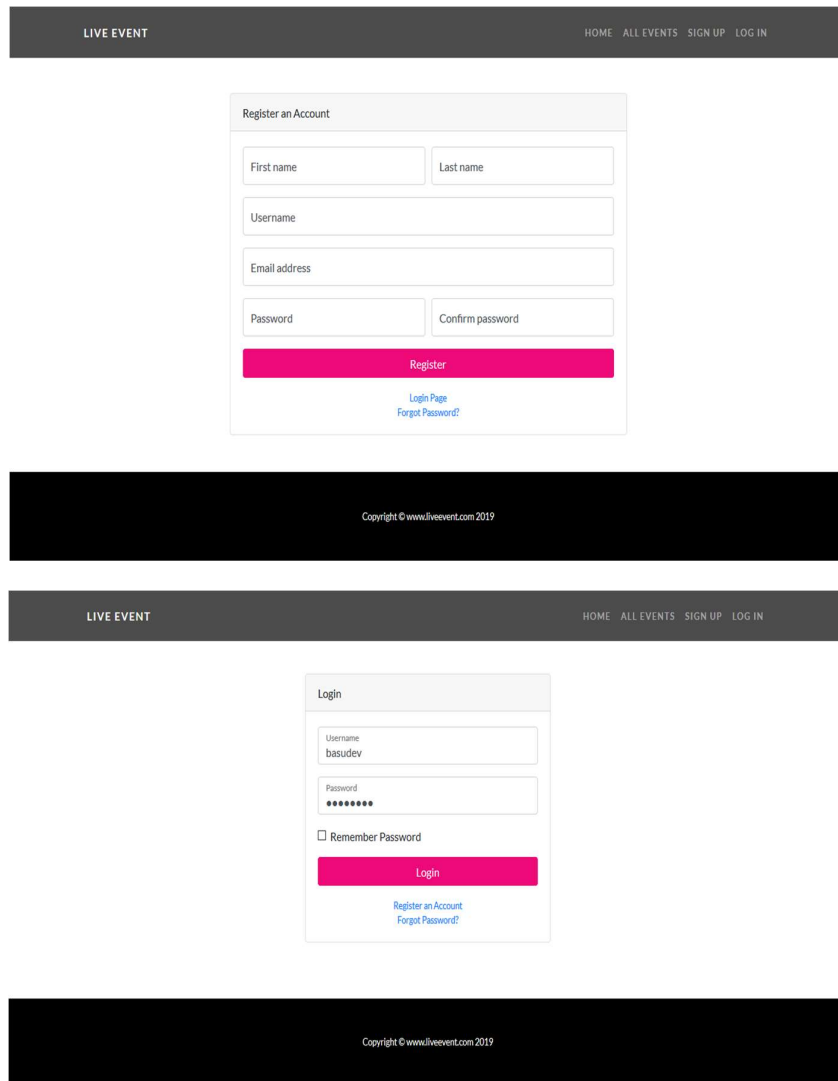 LIVE EVENT HOME ALL EVENTS SIGN UP LOG IN
Register an Account
First name Last name
Username
Email address
Password Confirm password
Register
Login Page
Forgot Password?
Copyright © www.liveevent.com 2019
LIVE EVENT HOME ALL EVENTS SIGN UP LOG IN
Login
Username
basudev
Password
●●●●●●●●
Remember Password
Login
Register an Account
Forgot Password?
Copyright © www.liveevent.com 2019